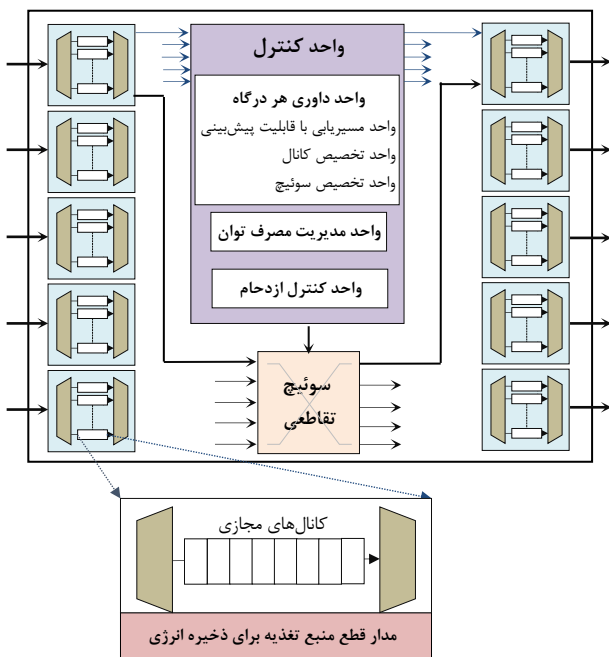 واحد کنترل
واحد داوری هر درگاه
واحد مسیریابی با قابلیت پیش‌بینی
واحد تخصیص کانال
واحد تخصیص سوئیچ
واحد مدیریت مصرف توان
واحد کنترل ازدحام
سوئیچ
تقاطعی
کانال‌های مجازی
مدار قطع منبع تغذیه برای ذخیره انرژی